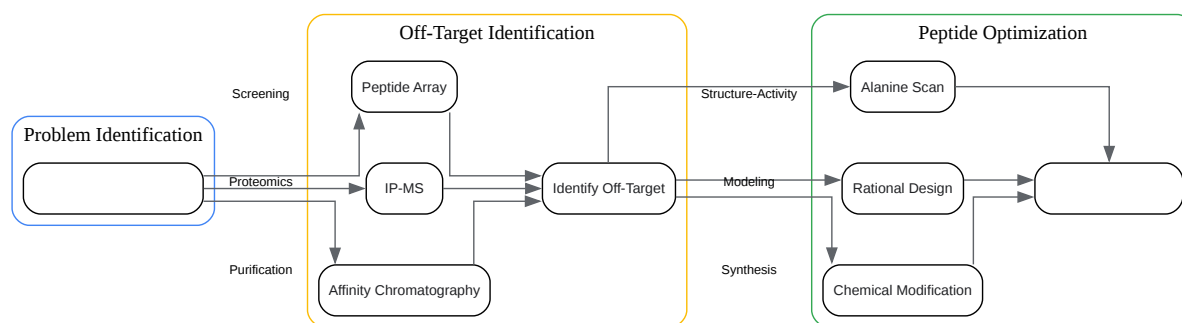 Off-Target Identification
Peptide Optimization
Peptide Array
Alanine Scan
Screening
Structure-Activity
Problem Identification
Proteomics
IP-MS
Identify Off-Target
Modeling
Rational Design
Purification
Synthesis
Affinity Chromatography
Chemical Modification